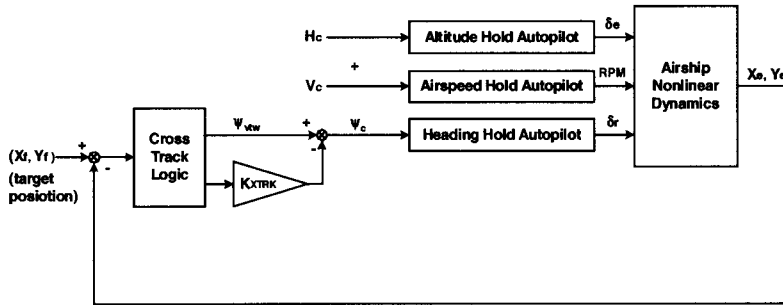 Hc
Altitude Hold Autopilot
δe
+
Vc
Airspeed Hold Autopilot
RPM
Airship
Nonlinear
Dynamics
Xe, Ye
Cross
Track
Logic
Ψvtw
+
-
Ψc
Heading Hold Autopilot
δr
(Xf, Yf)
+
-
(target
posiotion)
KXTRK